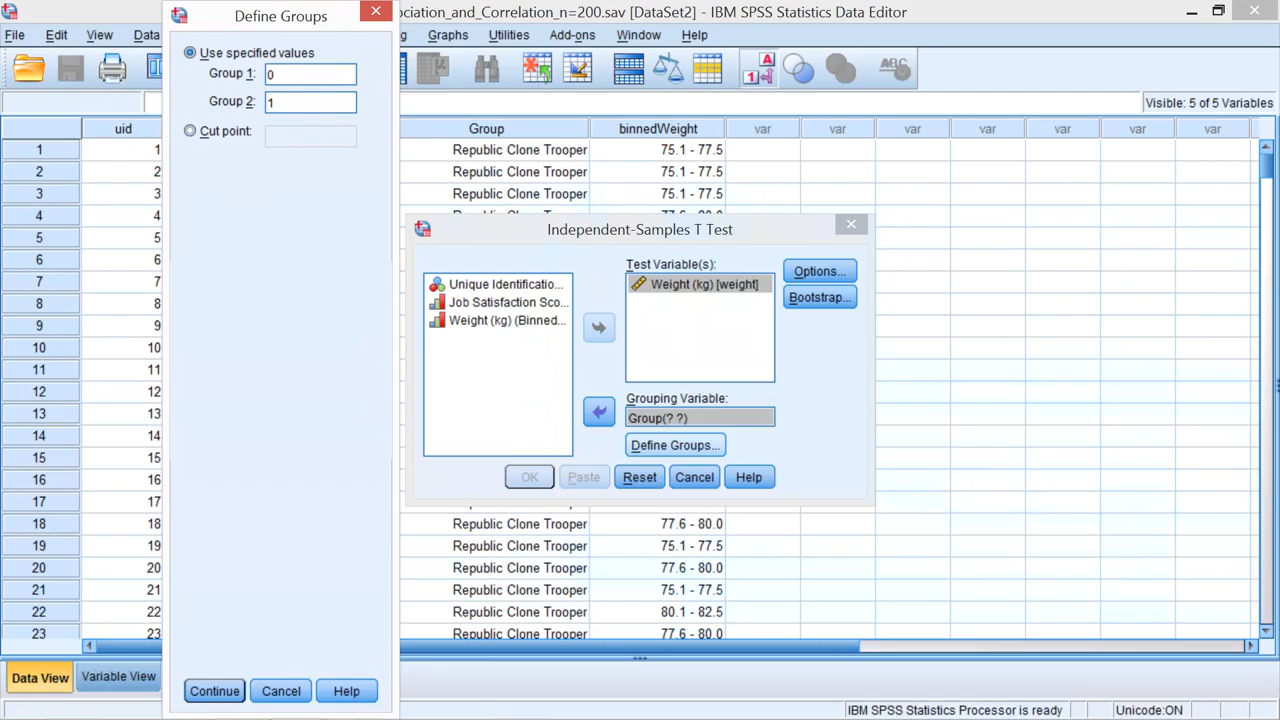 Define Groups
ociation_and_Correlation_n=200.sav [DataSet2] - IBM SPSS Statistics Data Editor
File Edit View Data Graphs Utilities Add-ons Window Help
Use specified values
Group 1: 0
Group 2: 1
Cut point:
Visible: 5 of 5 Variables
uid Group binnedWeight var var var var var var var
1 1 Republic Clone Trooper 75.1 - 77.5
2 2 Republic Clone Trooper 75.1 - 77.5
3 3 Republic Clone Trooper 75.1 - 77.5
4 4 Republic Clone Trooper 77.6 - 80.0
5 5
6 6
7 7
8 8
9 9
10 10
11 11
12 12
13 13
14 14
15 15
16 16
17 17
18 18 Republic Clone Trooper 77.6 - 80.0
19 19 Republic Clone Trooper 75.1 - 77.5
20 20 Republic Clone Trooper 77.6 - 80.0
21 21 Republic Clone Trooper 75.1 - 77.5
22 22 Republic Clone Trooper 80.1 - 82.5
23 23 Republic Clone Trooper 77.6 - 80.0
Independent-Samples T Test
Test Variable(s):
Unique Identificatio...
Job Satisfaction Sco...
Weight (kg) (Binned...
Weight (kg) [weight]
Options...
Bootstrap...
Grouping Variable:
Group(? ?)
Define Groups...
OK Paste Reset Cancel Help
Data View Variable View
Continue Cancel Help
IBM SPSS Statistics Processor is ready Unicode:ON